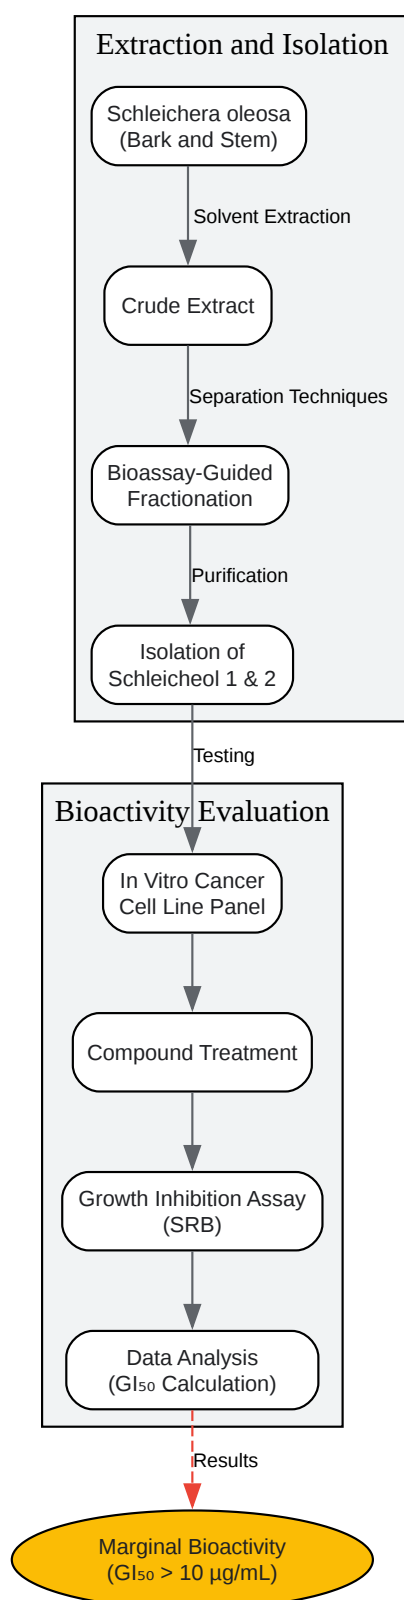 Extraction and Isolation
Schleichera oleosa
(Bark and Stem)
Solvent Extraction
Crude Extract
Separation Techniques
Bioassay-Guided
Fractionation
Purification
Isolation of
Schleicheol 1 & 2
Testing
Bioactivity Evaluation
In Vitro Cancer
Cell Line Panel
Compound Treatment
Growth Inhibition Assay
(SRB)
Data Analysis
(GI₅₀ Calculation)
Results
Marginal Bioactivity
(GI₅₀ > 10 µg/mL)